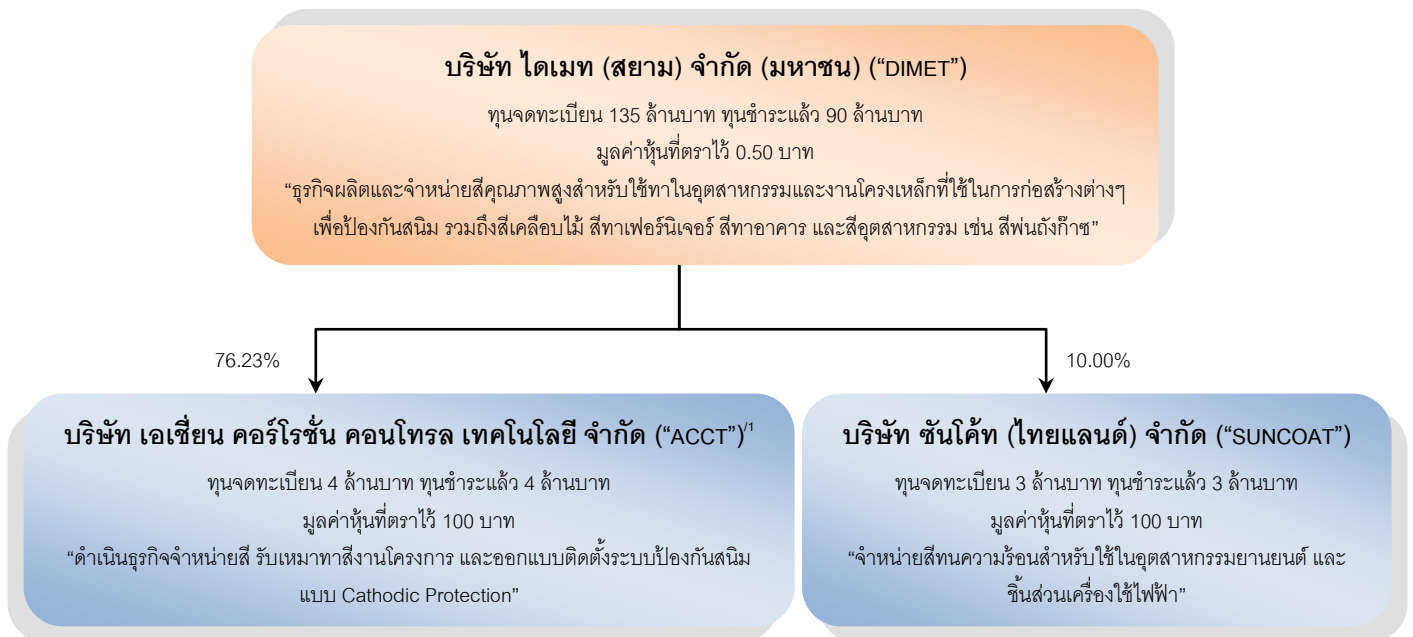 บริษัท ไดเมท (สยาม) จำกัด (มหาชน) (“DIMET”)
ทุนจดทะเบียน 135 ล้านบาท ทุนชำระแล้ว 90 ล้านบาท
มูลค่าหุ้นที่ตราไว้ 0.50 บาท
“ธุรกิจผลิตและจำหน่ายสีคุณภาพสูงสำหรับใช้ทาในอุตสาหกรรมและงานโครงเหล็กที่ใช้ในการก่อสร้างต่างๆ
เพื่อป้องกันสนิม รวมถึงสีเคลือบไม้ สีทาเฟอร์นิเจอร์ สีทาอาคาร และสีอุตสาหกรรม เช่น สีพ่นถังก๊าซ”
76.23%
10.00%
บริษัท เอเชี่ยน คอร์โรชั่น คอนโทรล เทคโนโลยี จำกัด (“ACCT”)/1
ทุนจดทะเบียน 4 ล้านบาท ทุนชำระแล้ว 4 ล้านบาท
มูลค่าหุ้นที่ตราไว้ 100 บาท
“ดำเนินธุรกิจจำหน่ายสี รับเหมาทาสีงานโครงการ และออกแบบติดตั้งระบบป้องกันสนิม
แบบ Cathodic Protection”
บริษัท ซันโค้ท (ไทยแลนด์) จำกัด (“SUNCOAT”)
ทุนจดทะเบียน 3 ล้านบาท ทุนชำระแล้ว 3 ล้านบาท
มูลค่าหุ้นที่ตราไว้ 100 บาท
“จำหน่ายสีทนความร้อนสำหรับใช้ในอุตสาหกรรมยานยนต์ และ
ชิ้นส่วนเครื่องใช้ไฟฟ้า”